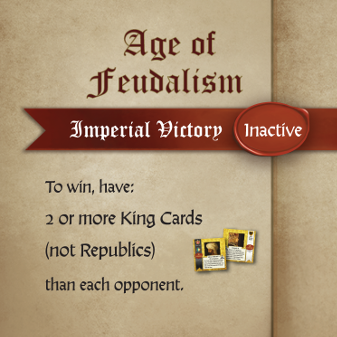 Age of
Feudalism
Imperial Victory Inactive
To win, have:
2 or more King Cards
(not Republics)
than each opponent.